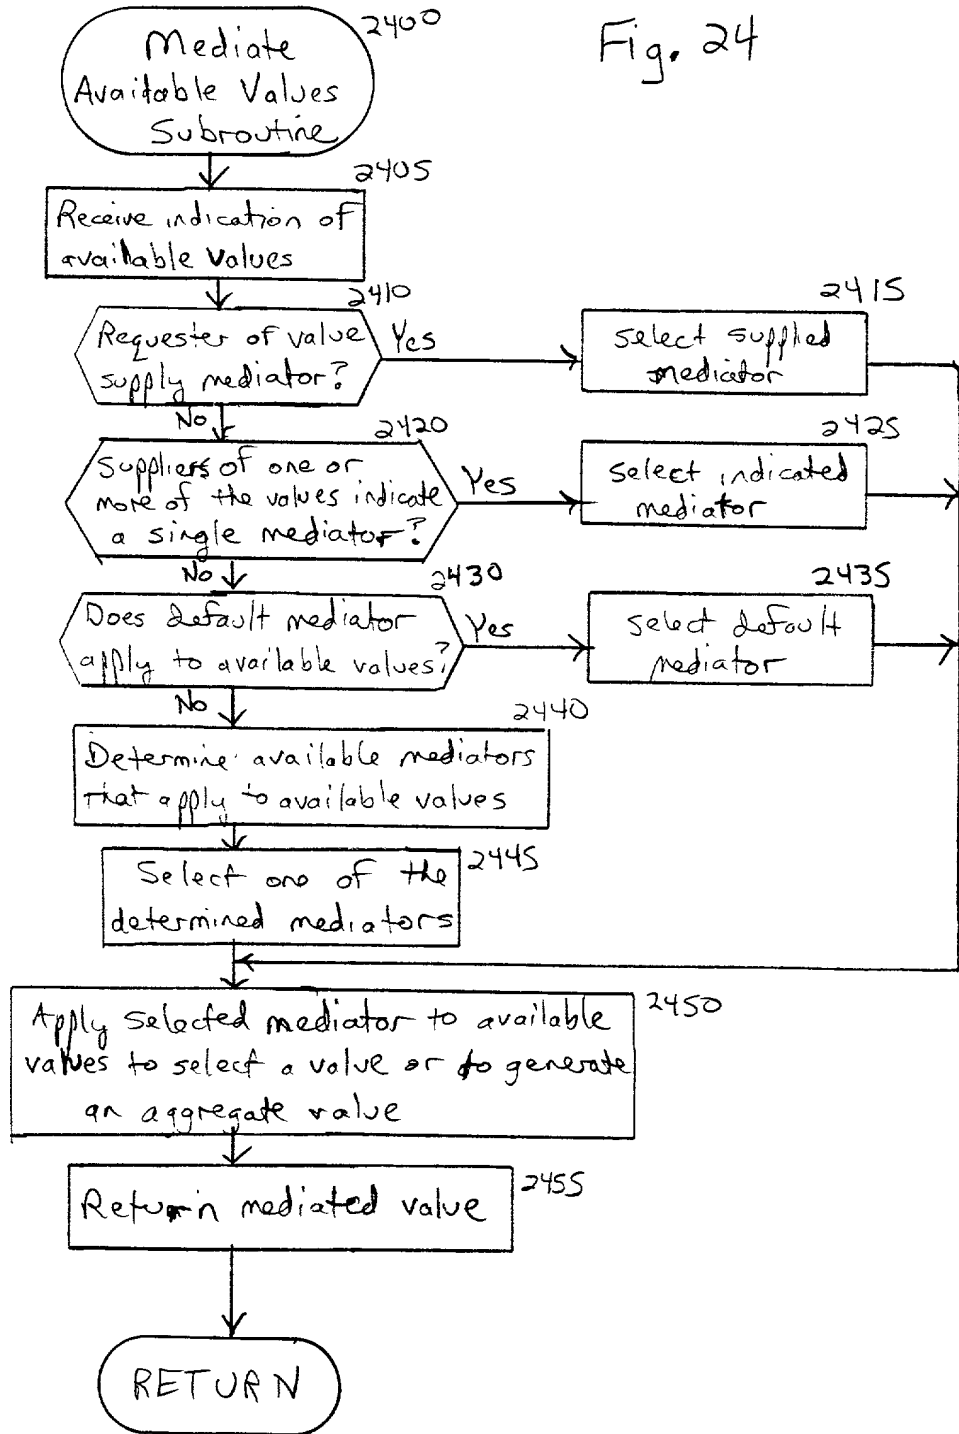 Fig. 24
2400
Mediate
Available Values
Subroutine
2405
Receive indication of
available values
2410
Requester of value
supply mediator?
Yes
No
2415
select supplied
mediator
2420
Suppliers of one or
more of the values indicate
a single mediator?
Yes
No
2425
select indicated
mediator
2430
Does default mediator
apply to available values?
Yes
No
2435
select default
mediator
2440
Determine available mediators
that apply to available values
2445
Select one of the
determined mediators
2450
Apply selected mediator to available
values to select a value or to generate
an aggregate value
2455
Return mediated value
RETURN